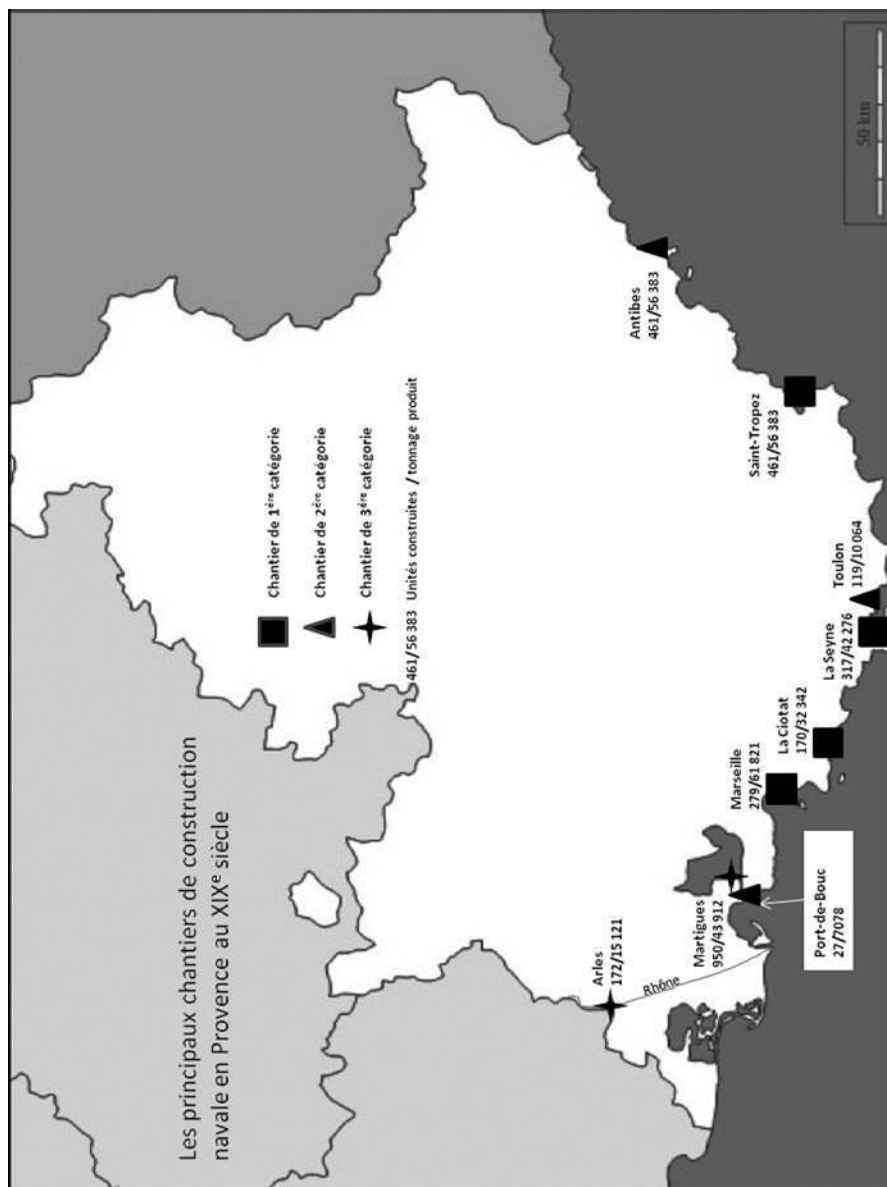 Les principaux chantiers de construction
navale en Provence au XIXe siècle
Chantier de 1ère catégorie
Chantier de 2ère catégorie
Chantier de 3ère catégorie
461/56 383 Unités construites / tonnage produit
Arles
172/15 121
Rhône
Martigues
950/43 912
Port-de-Bouc
27/7078
Marseille
279/61 821
La Ciotat
170/32 342
La Seyne
317/42 276
Toulon
119/10 064
Saint-Tropez
461/56 383
Antibes
461/56 383
50 km